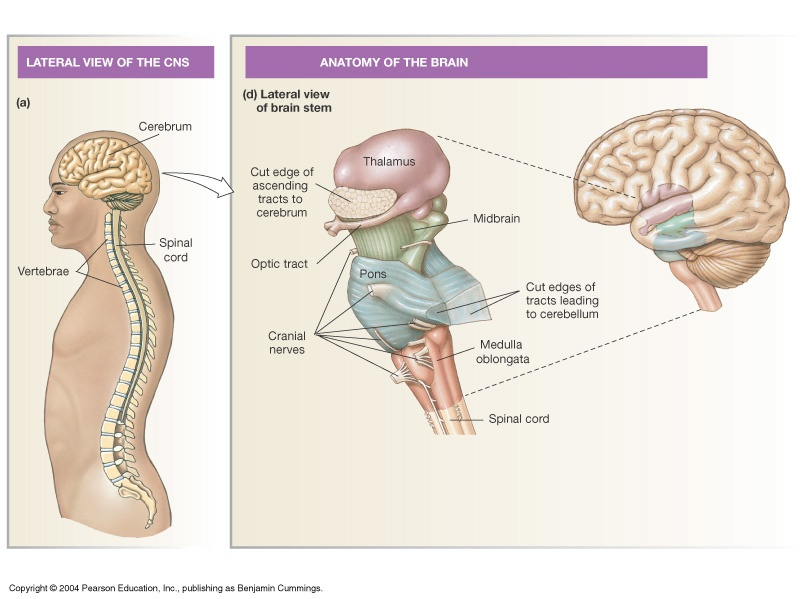 LATERAL VIEW OF THE CNS
(a)
Cerebrum
Spinal
cord
Vertebrae
ANATOMY OF THE BRAIN
(d) Lateral view
of brain stem
Thalamus
Cut edge of
ascending
tracts to
cerebrum
Midbrain
Optic tract
Pons
Cut edges of
tracts leading
to cerebellum
Cranial
nerves
Medulla
oblongata
Spinal cord
Copyright © 2004 Pearson Education, Inc., publishing as Benjamin Cummings.